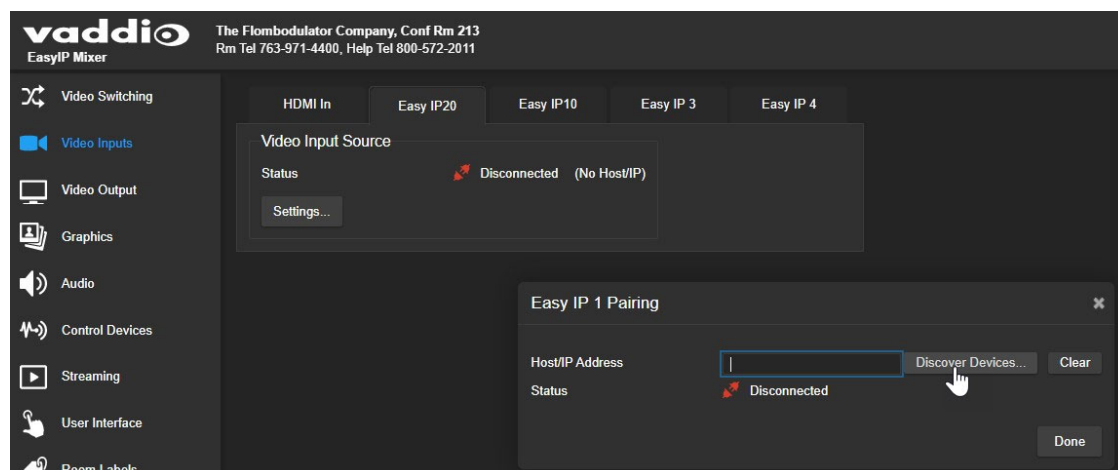 vaddio
EasyIP Mixer
The Flombodulator Company, Conf Rm 213
Rm Tel 763-971-4400, Help Tel 800-572-2011
Video Switching
Video Inputs
Video Output
Graphics
Audio
Control Devices
Streaming
User Interface
Room Labels
HDMI In
Easy IP20
Easy IP10
Easy IP 3
Easy IP 4
Video Input Source
Status
Disconnected (No Host/IP)
Settings...
Easy IP 1 Pairing
Host/IP Address
Discover Devices...
Clear
Status
Disconnected
Done